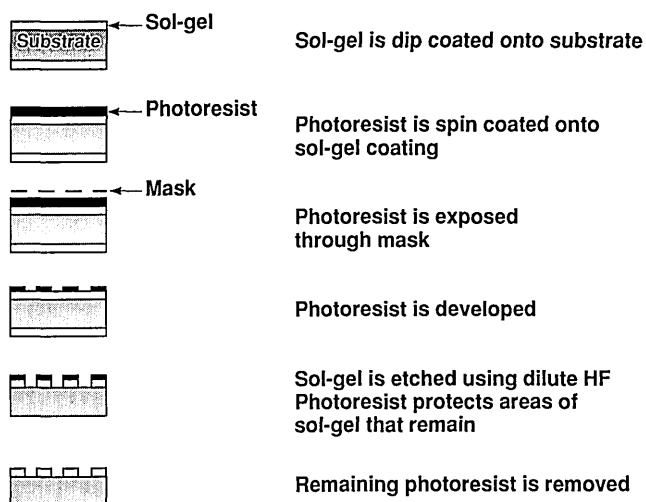 Sol-gel
Substrate
Sol-gel is dip coated onto substrate
Photoresist
Photoresist is spin coated onto
sol-gel coating
Mask
Photoresist is exposed
through mask
Photoresist is developed
Sol-gel is etched using dilute HF
Photoresist protects areas of
sol-gel that remain
Remaining photoresist is removed